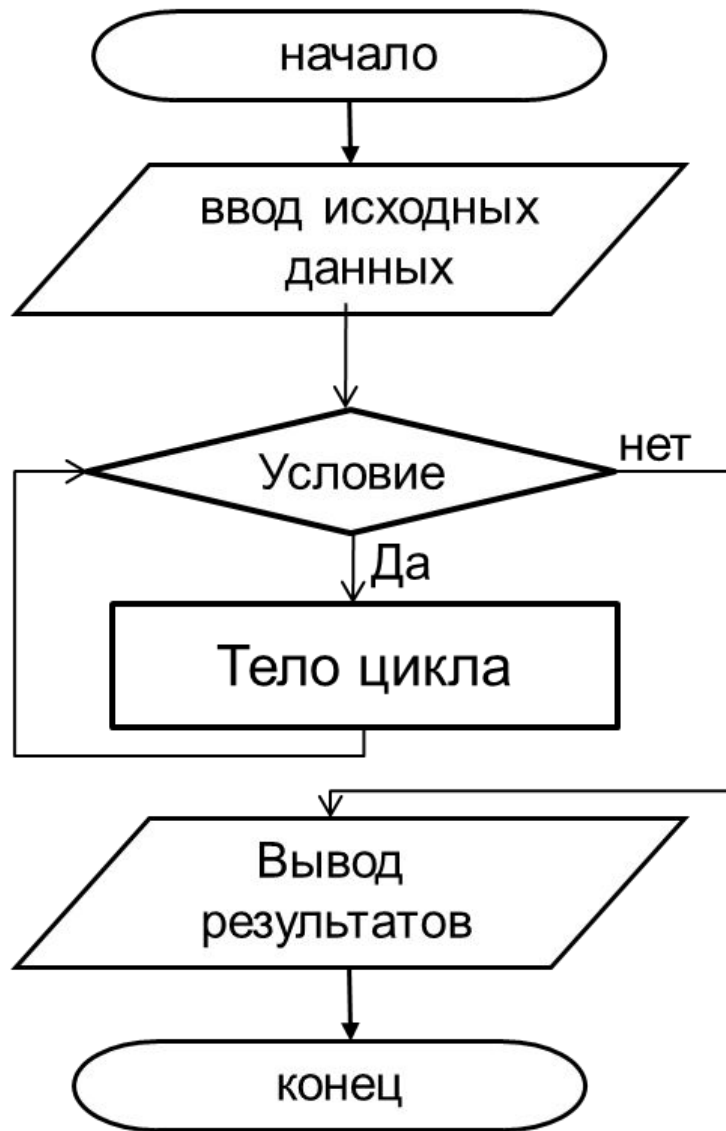 начало
ввод исходных
данных
Условие
нет
Да
Тело цикла
Вывод
результатов
конец